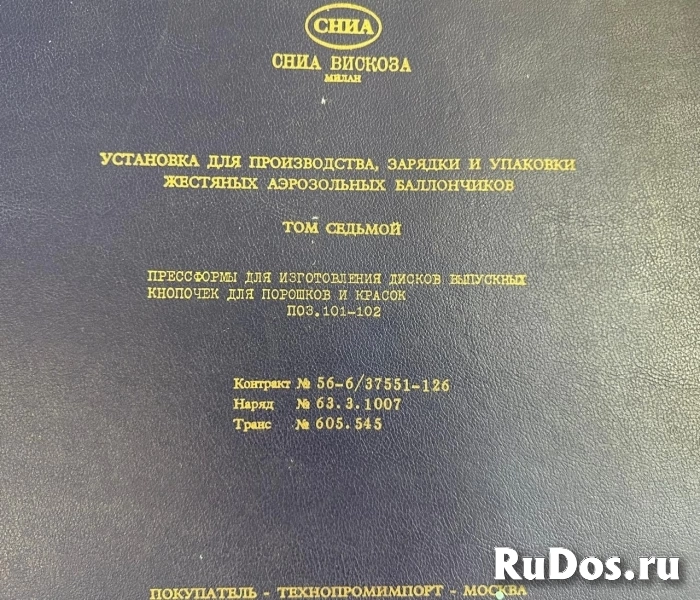 СНИА
СНИА ВИСКОЗА
МИЛАН
УСТАНОВКА ДЛЯ ПРОИЗВОДСТВА, ЗАРЯДКИ И УПАКОВКИ
ЖЕСТЯНЫХ АЭРОЗОЛЬНЫХ БАЛЛОНЧИКОВ
ТОМ СЕДЬМОЙ
ПРЕССФОРМЫ ДЛЯ ИЗГОТОВЛЕНИЯ ДИСКОВ ВЫПУСКНЫХ
КНОПОЧЕК ДЛЯ ПОРОШКОВ И КРАСОК
ПОЗ.101-102
Контракт № 56-6/37551-126
Наряд № 63.3.1007
Транс № 605.545
ПОКУПАТЕЛЬ - ТЕХНОПРОМИМПОРТ - МОСКВА
RuDos.ru